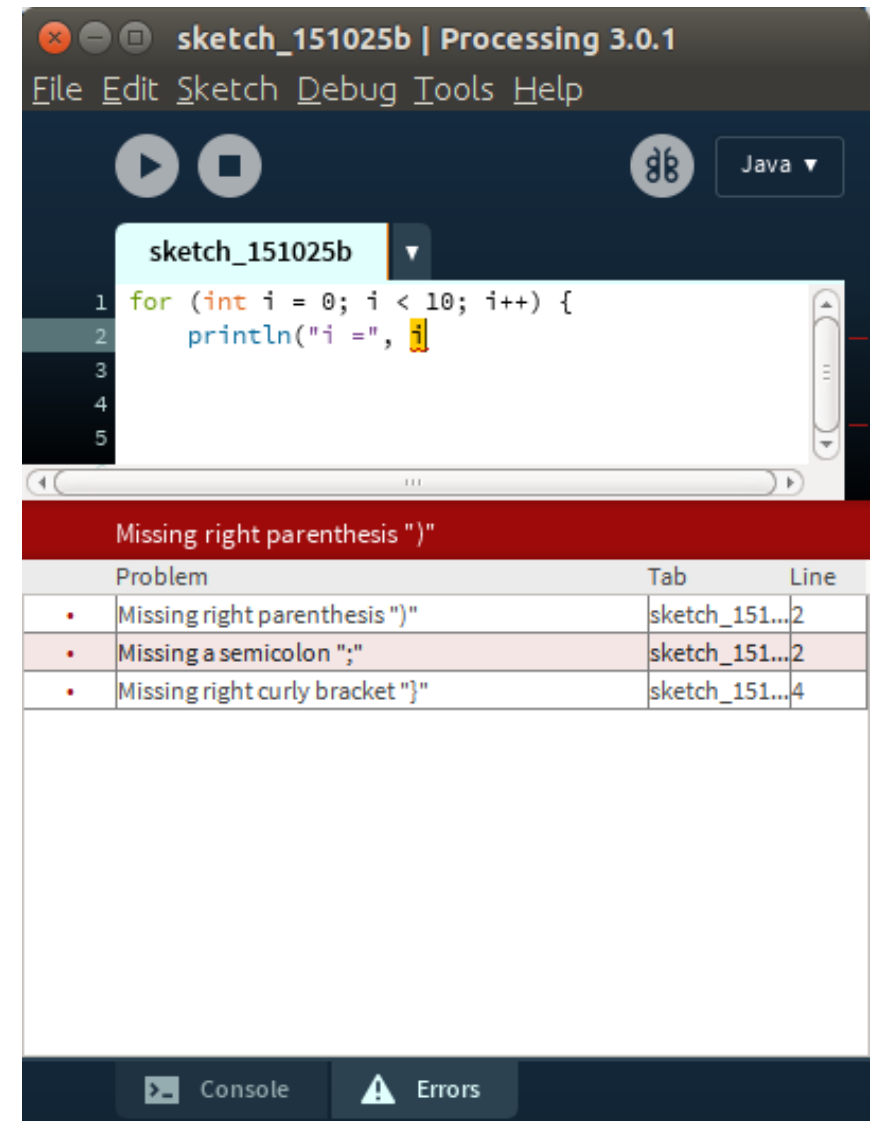 sketch_151025b | Processing 3.0.1
File Edit Sketch Debug Tools Help
Java ▼
sketch_151025b ▼
1 for (int i = 0; i < 10; i++) {
2     println("i =", i
3
4
5
Missing right parenthesis ")"
Problem Tab Line
• Missing right parenthesis ")" sketch_151... 2
• Missing a semicolon ";" sketch_151... 2
• Missing right curly bracket "}" sketch_151... 4
Console Errors